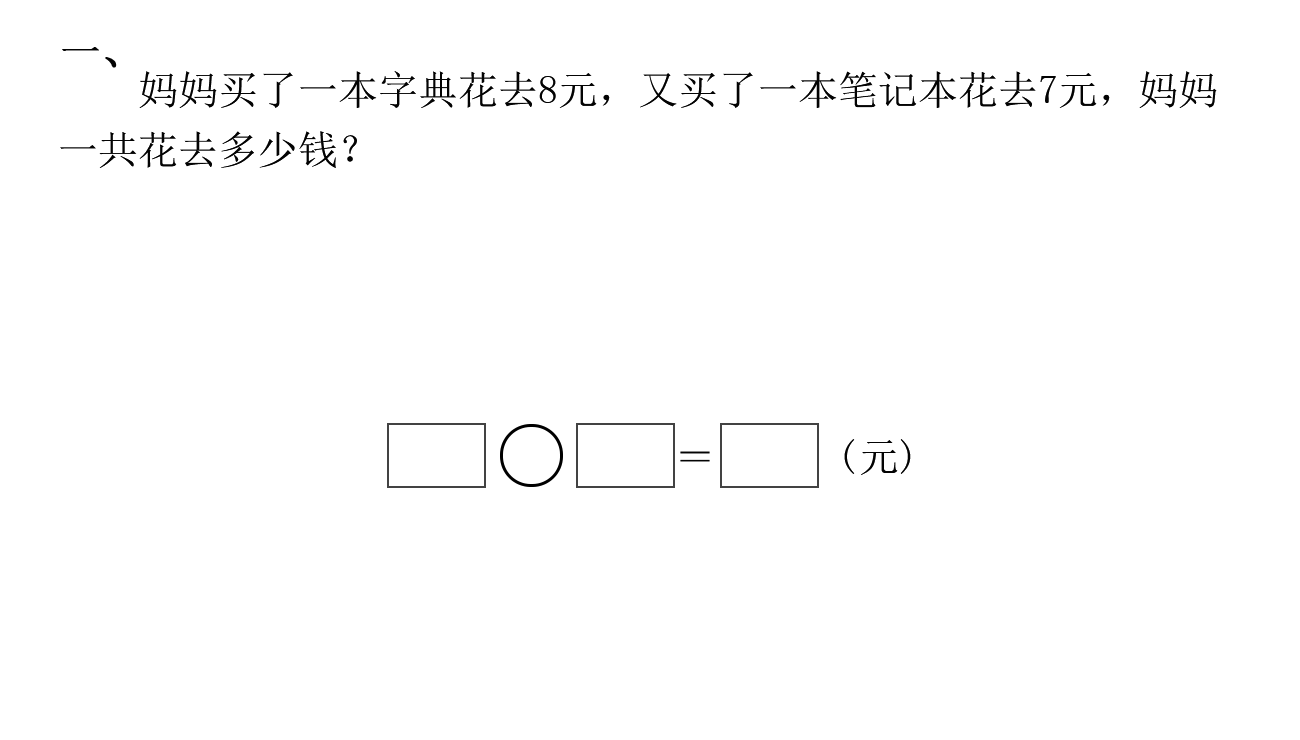 一、
妈妈买了一本字典花去8元，又买了一本笔记本花去7元，妈妈
一共花去多少钱？
=（元）